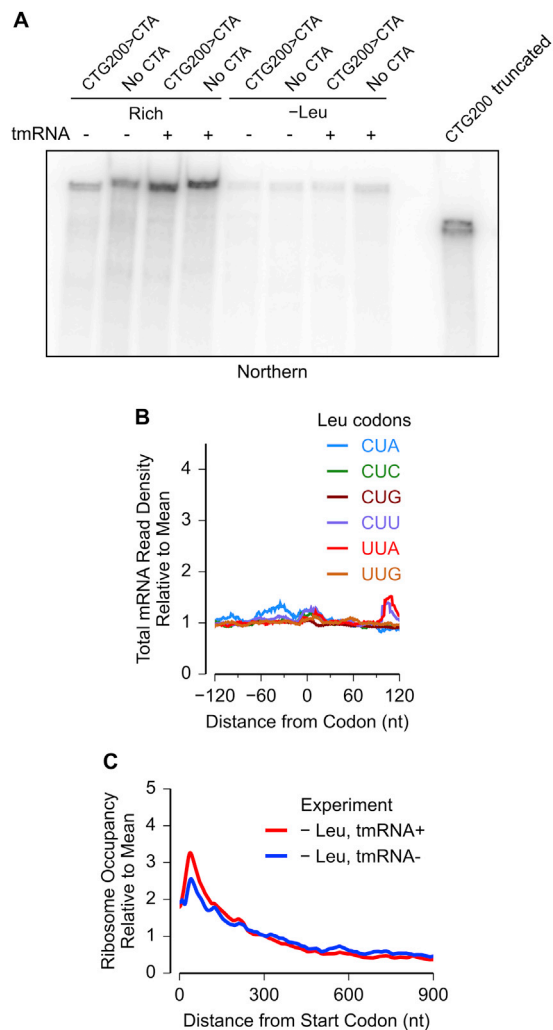 A
CTG200>CTA
No CTA
CTG200>CTA
No CTA
CTG200>CTA
No CTA
CTG200>CTA
No CTA
CTG200 truncated
Rich
−Leu
tmRNA - - + + - - + +
Northern
B
Leu codons
CUA
CUC
CUG
CUU
UUA
UUG
Total mRNA Read Density
Relative to Mean
4
3
2
1
0
−120 −60 0 60 120
Distance from Codon (nt)
C
Experiment
− Leu, tmRNA+
− Leu, tmRNA-
Ribosome Occupancy
Relative to Mean
5
4
3
2
1
0
0 300 600 900
Distance from Start Codon (nt)